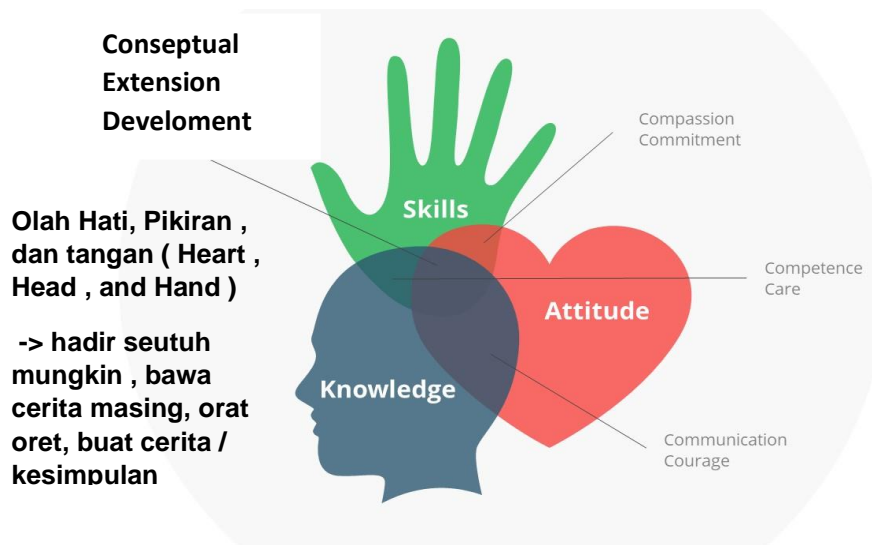 Conseptual
Extension
Develoment
Compassion
Commitment
Skills
Olah Hati, Pikiran ,
dan tangan ( Heart ,
Head , and Hand )
Competence
Care
Attitude
-> hadir seutuh
mungkin , bawa
cerita masing, orat
oret, buat cerita /
kesimpulan
Knowledge
Communication
Courage